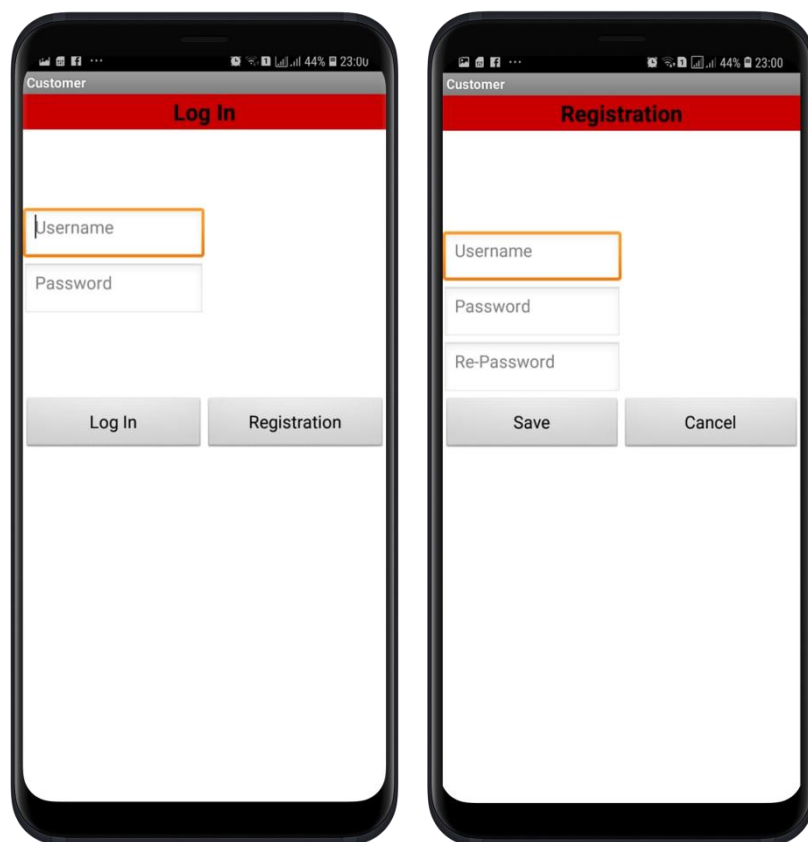 44% 23:00
Customer
Log In
Username
Password
Log In Registration
44% 23:00
Customer
Registration
Username
Password
Re-Password
Save Cancel